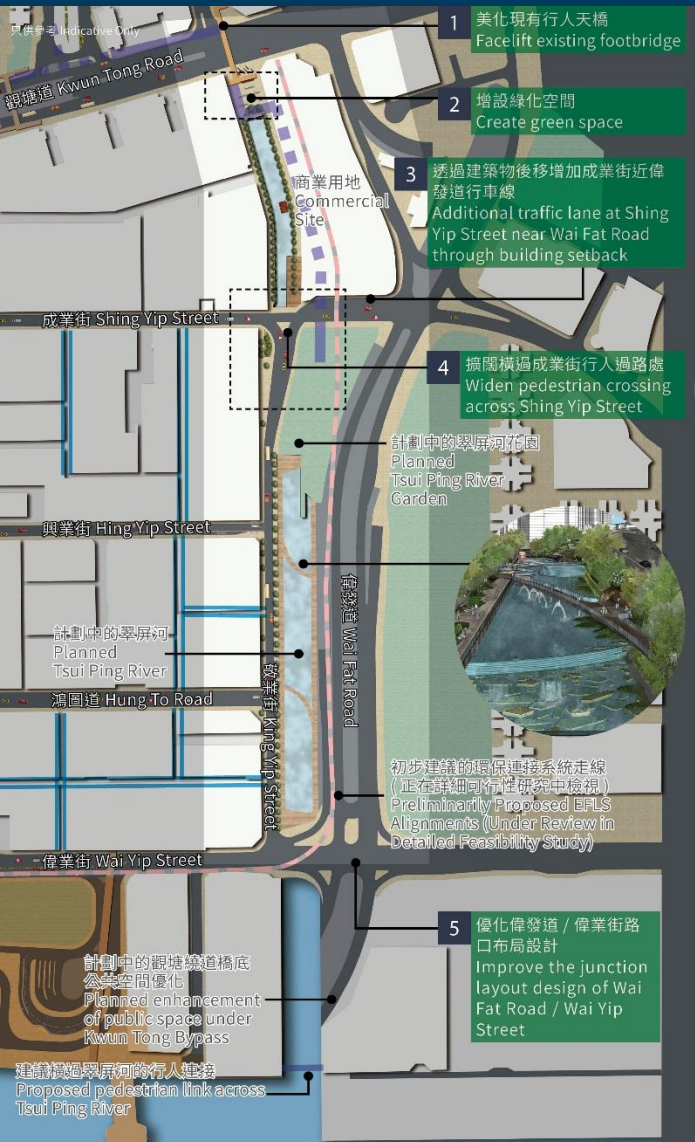 只供參考 Indicative Only
1
美化現有行人天橋
Facelift existing footbridge
觀塘道 Kwun Tong Road
2
增設綠化空間
Create green space
3
透過建築物後移增加成業街近偉
發道行車線
Additional traffic lane at Shing
Yip Street near Wai Fat Road
through building setback
商業用地
Commercial
Site
成業街 Shing Yip Street
4
擴闊橫過成業街行人過路處
Widen pedestrian crossing
across Shing Yip Street
計劃中的翠屏河花園
Planned
Tsui Ping River
Garden
興業街 Hing Yip Street
偉發道 Wai Fat Road
計劃中的翠屏河
Planned
Tsui Ping River
鴻圖道 Hung To Road
敬業街 King Yip Street
初步建議的環保連接系統走線
(正在詳細可行性研究中檢視)
Preliminarily Proposed EFLS
Alignments (Under Review in
Detailed Feasibility Study)
偉業街 Wai Yip Street
5
優化偉發道 / 偉業街路
口布局設計
Improve the junction
layout design of Wai
Fat Road / Wai Yip
Street
計劃中的觀塘繞道橋底
公共空間優化
Planned enhancement
of public space under
Kwun Tong Bypass
建議橫過翠屏河的行人連接
Proposed pedestrian link across
Tsui Ping River